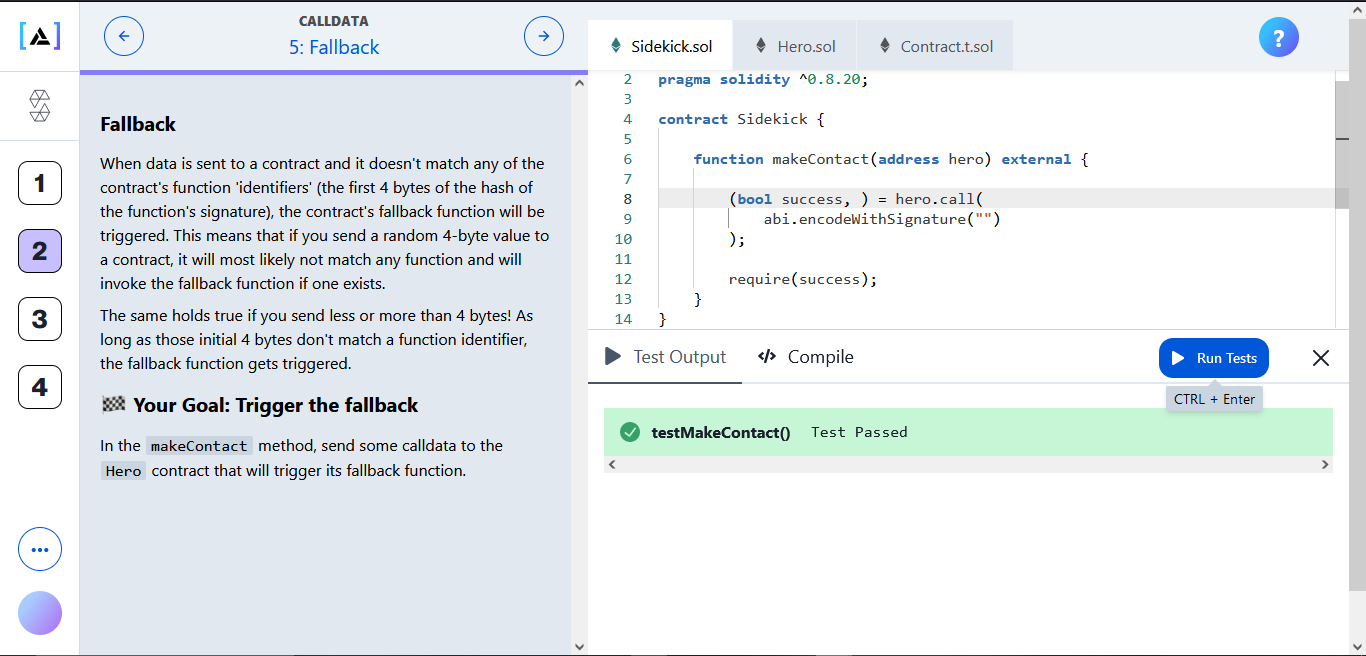 CALLDATA
5: Fallback
Fallback
When data is sent to a contract and it doesn't match any of the
contract's function 'identifiers' (the first 4 bytes of the hash of
the function's signature), the contract's fallback function will be
triggered. This means that if you send a random 4-byte value to
a contract, it will most likely not match any function and will
invoke the fallback function if one exists.
The same holds true if you send less or more than 4 bytes! As
long as those initial 4 bytes don't match a function identifier,
the fallback function gets triggered.
Your Goal: Trigger the fallback
In the makeContact method, send some calldata to the
Hero contract that will trigger its fallback function.
1
2
3
4
Sidekick.sol
Hero.sol
Contract.t.sol
?
2 pragma solidity ^0.8.20;
3
4 contract Sidekick {
5
6 function makeContact(address hero) external {
7
8 (bool success, ) = hero.call(
9 abi.encodeWithSignature("")
10 );
11
12 require(success);
13 }
14 }
Test Output
Compile
Run Tests
CTRL + Enter
testMakeContact() Test Passed